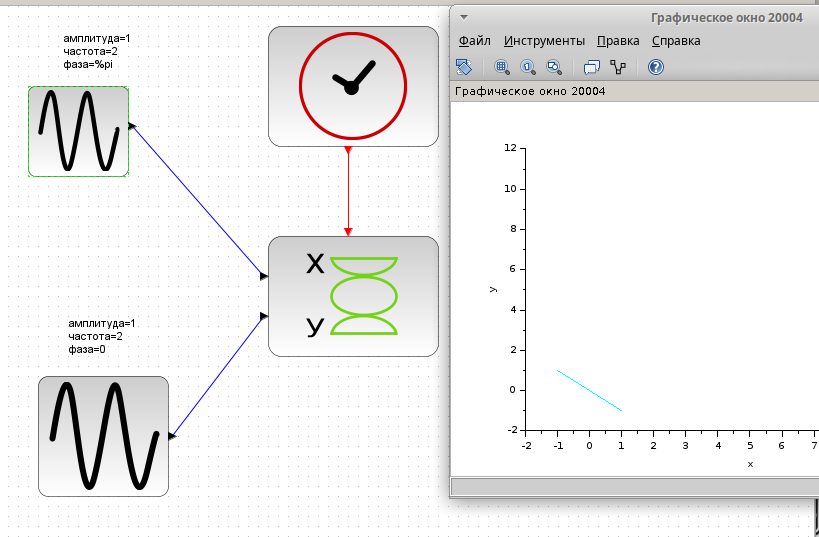 амплитуда=1
частота=2
фаза=%pi
X
y
амплитуда=1
частота=2
фаза=0
Графическое окно 20004
Файл Инструменты Правка Справка
Графическое окно 20004
12
10
8
6
4
2
0
-2
y
-2 -1 0 1 2 3 4 5 6 7
x